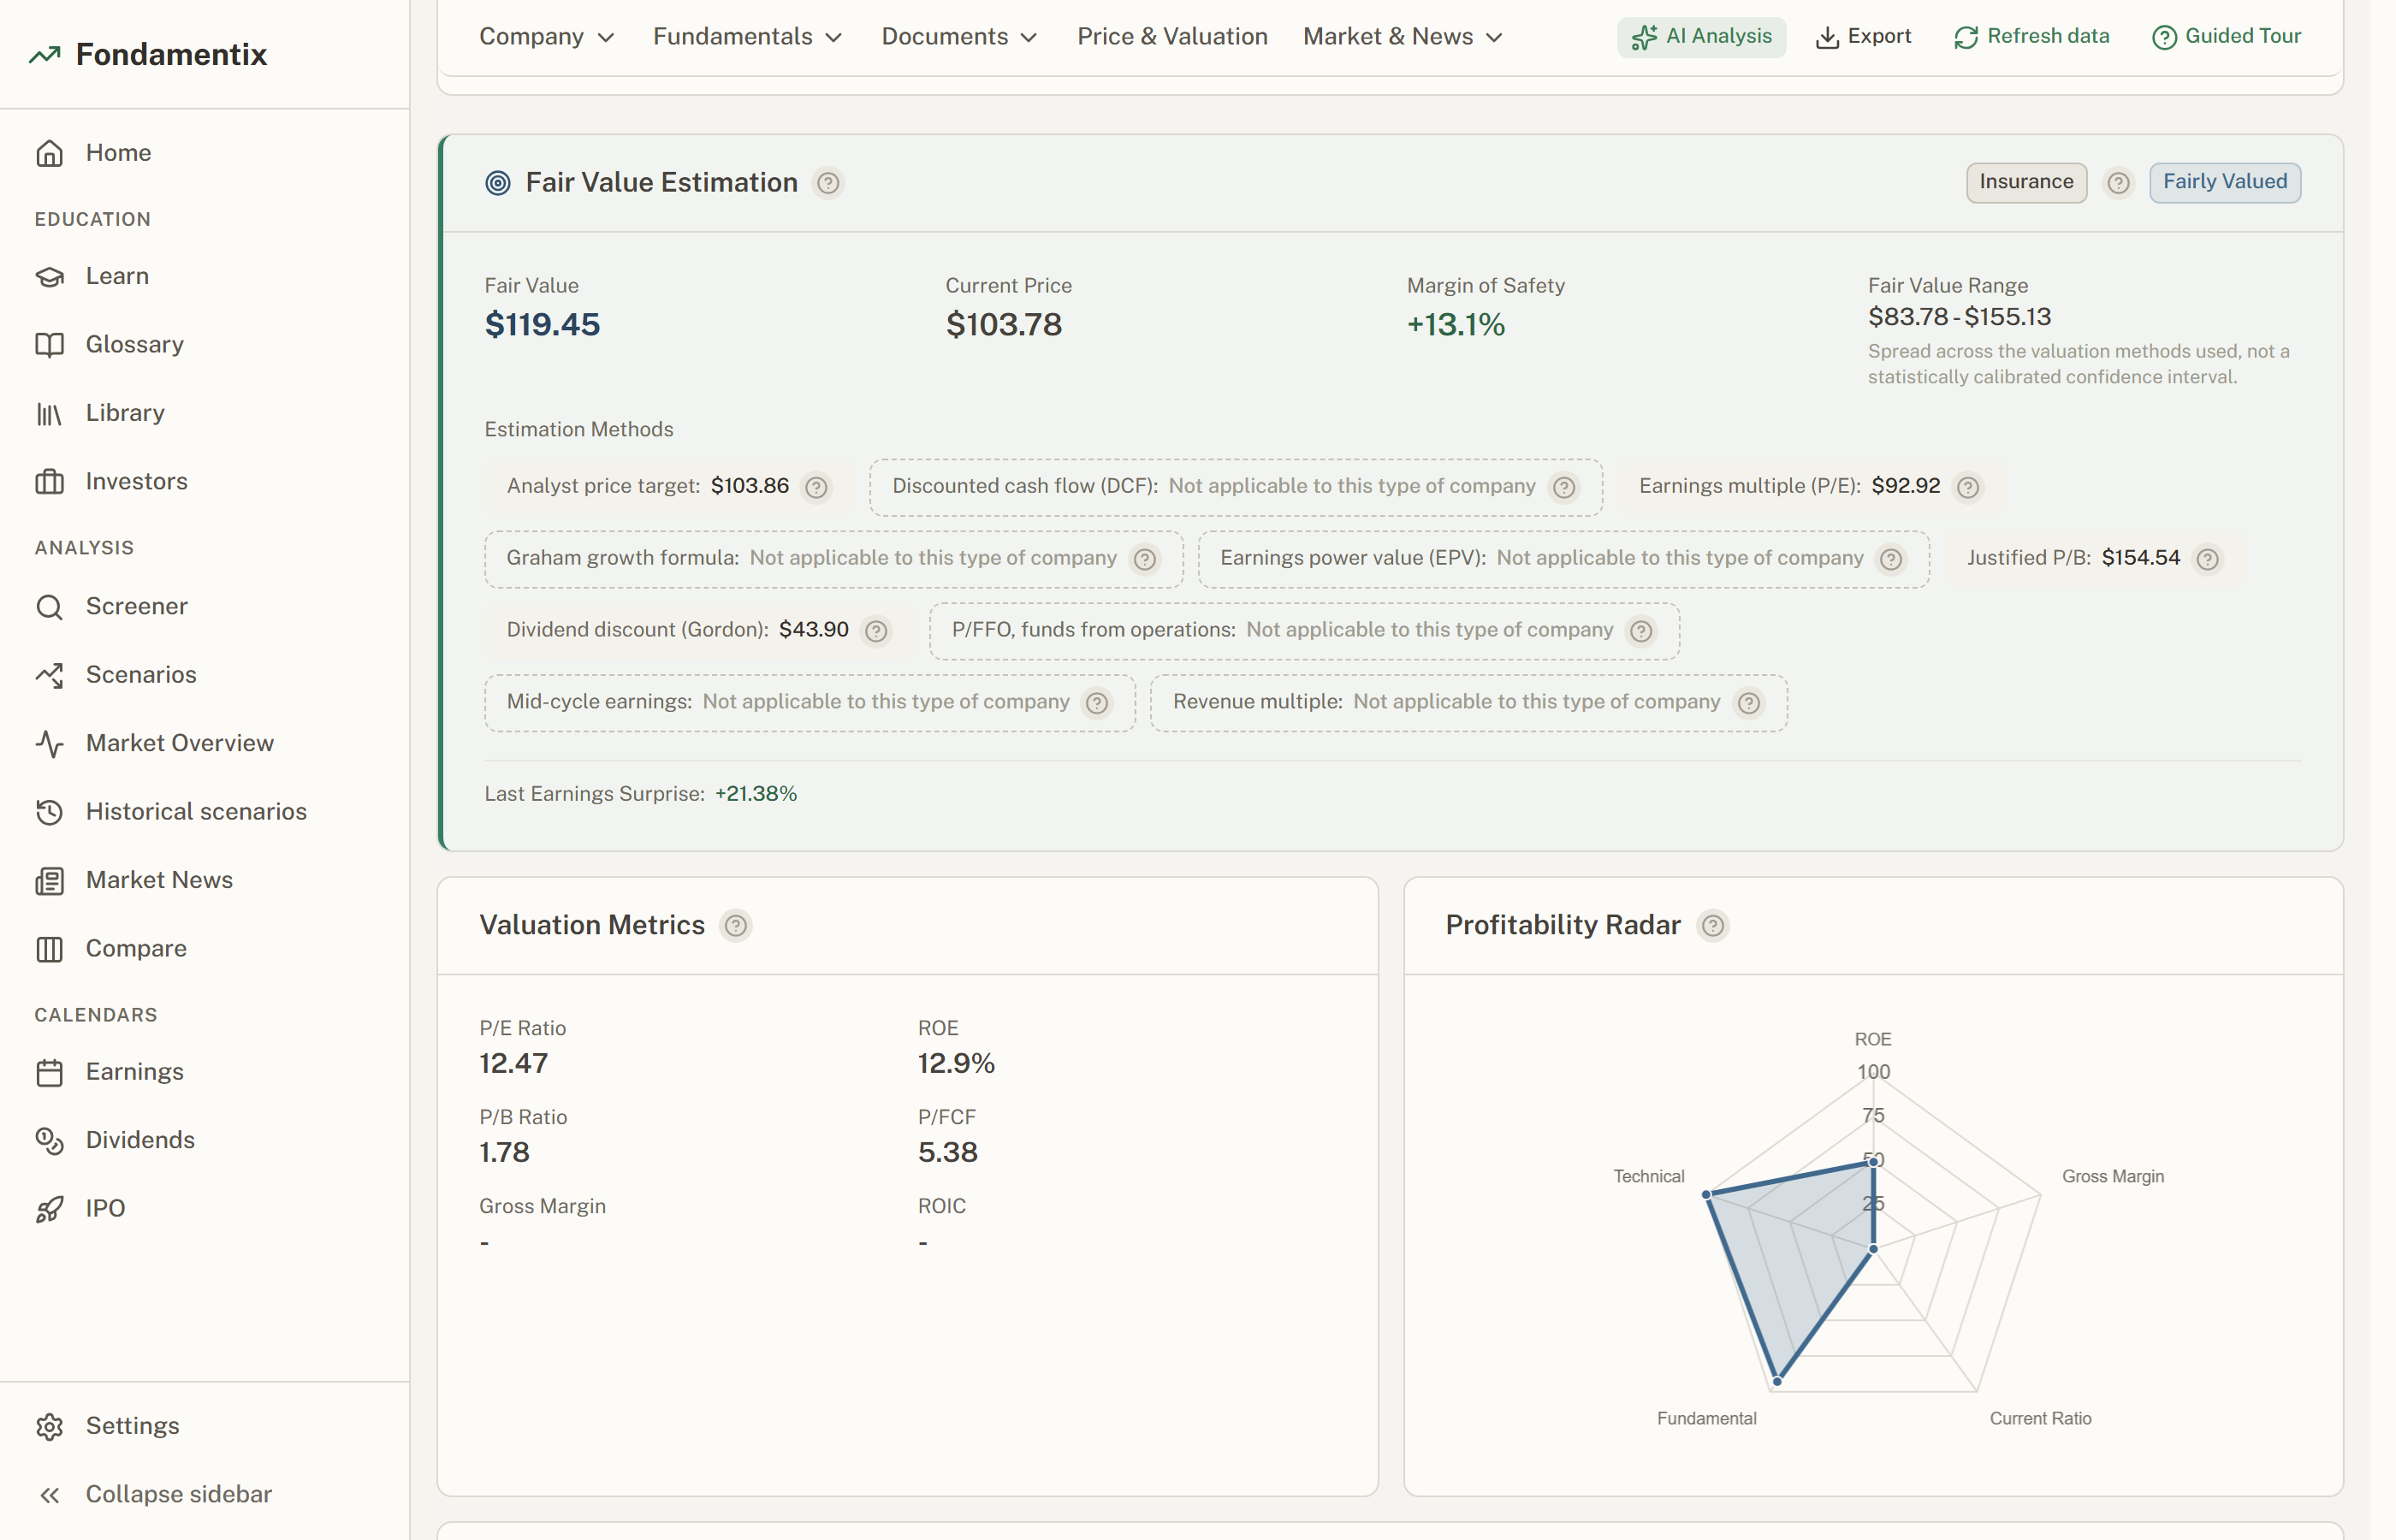 Fondamentix
Home
EDUCATION
Learn
Glossary
Library
Investors
ANALYSIS
Screener
Scenarios
Market Overview
Historical scenarios
Market News
Compare
CALENDARS
Earnings
Dividends
IPO
Settings
Collapse sidebar
Company Fundamentals Documents Price & Valuation Market & News AI Analysis Export Refresh data Guided Tour
Fair Value Estimation Insurance Fairly Valued
Fair Value
$119.45
Current Price
$103.78
Margin of Safety
+13.1%
Fair Value Range
$83.78 - $155.13
Spread across the valuation methods used, not a
statistically calibrated confidence interval.
Estimation Methods
Analyst price target: $103.86 Discounted cash flow (DCF): Not applicable to this type of company Earnings multiple (P/E): $92.92
Graham growth formula: Not applicable to this type of company Earnings power value (EPV): Not applicable to this type of company Justified P/B: $154.54
Dividend discount (Gordon): $43.90 P/FFO, funds from operations: Not applicable to this type of company
Mid-cycle earnings: Not applicable to this type of company Revenue multiple: Not applicable to this type of company
Last Earnings Surprise: +21.38%
Valuation Metrics
P/E Ratio
12.47
ROE
12.9%
P/B Ratio
1.78
P/FCF
5.38
Gross Margin
-
ROIC
-
Profitability Radar
ROE
100
75
50
25
Technical
Gross Margin
Fundamental
Current Ratio